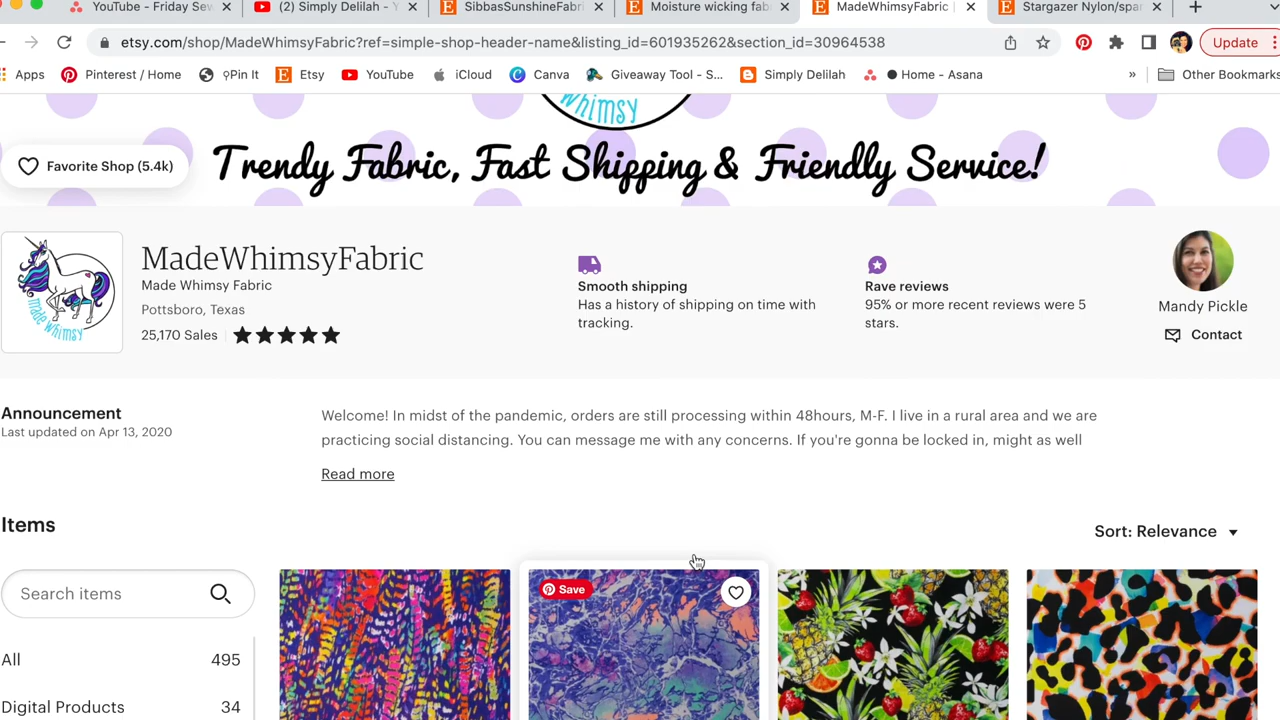 YouTube - Friday Sew
(2) Simply Delilah - Y
SibbasSunshineFabri
Moisture wicking fab
MadeWhimsyFabric |
Stargazer Nylon/spar
etsy.com/shop/MadeWhimsyFabric?ref=simple-shop-header-name&listing_id=601935262&section_id=30964538
Update
Apps
Pinterest / Home
Pin It
Etsy
YouTube
iCloud
Canva
Giveaway Tool - S...
Simply Delilah
Home - Asana
»
Other Bookmarks
whimsy
Trendy Fabric, Fast Shipping & Friendly Service!
Favorite Shop (5.4k)
made whimsy
MadeWhimsyFabric
Made Whimsy Fabric
Pottsboro, Texas
25,170 Sales
Smooth shipping
Has a history of shipping on time with
tracking.
Rave reviews
95% or more recent reviews were 5
stars.
Mandy Pickle
Contact
Announcement
Last updated on Apr 13, 2020
Welcome! In midst of the pandemic, orders are still processing within 48hours, M-F. I live in a rural area and we are
practicing social distancing. You can message me with any concerns. If you're gonna be locked in, might as well
Read more
Items
Sort: Relevance
Search items
Save
All 495
Digital Products 34